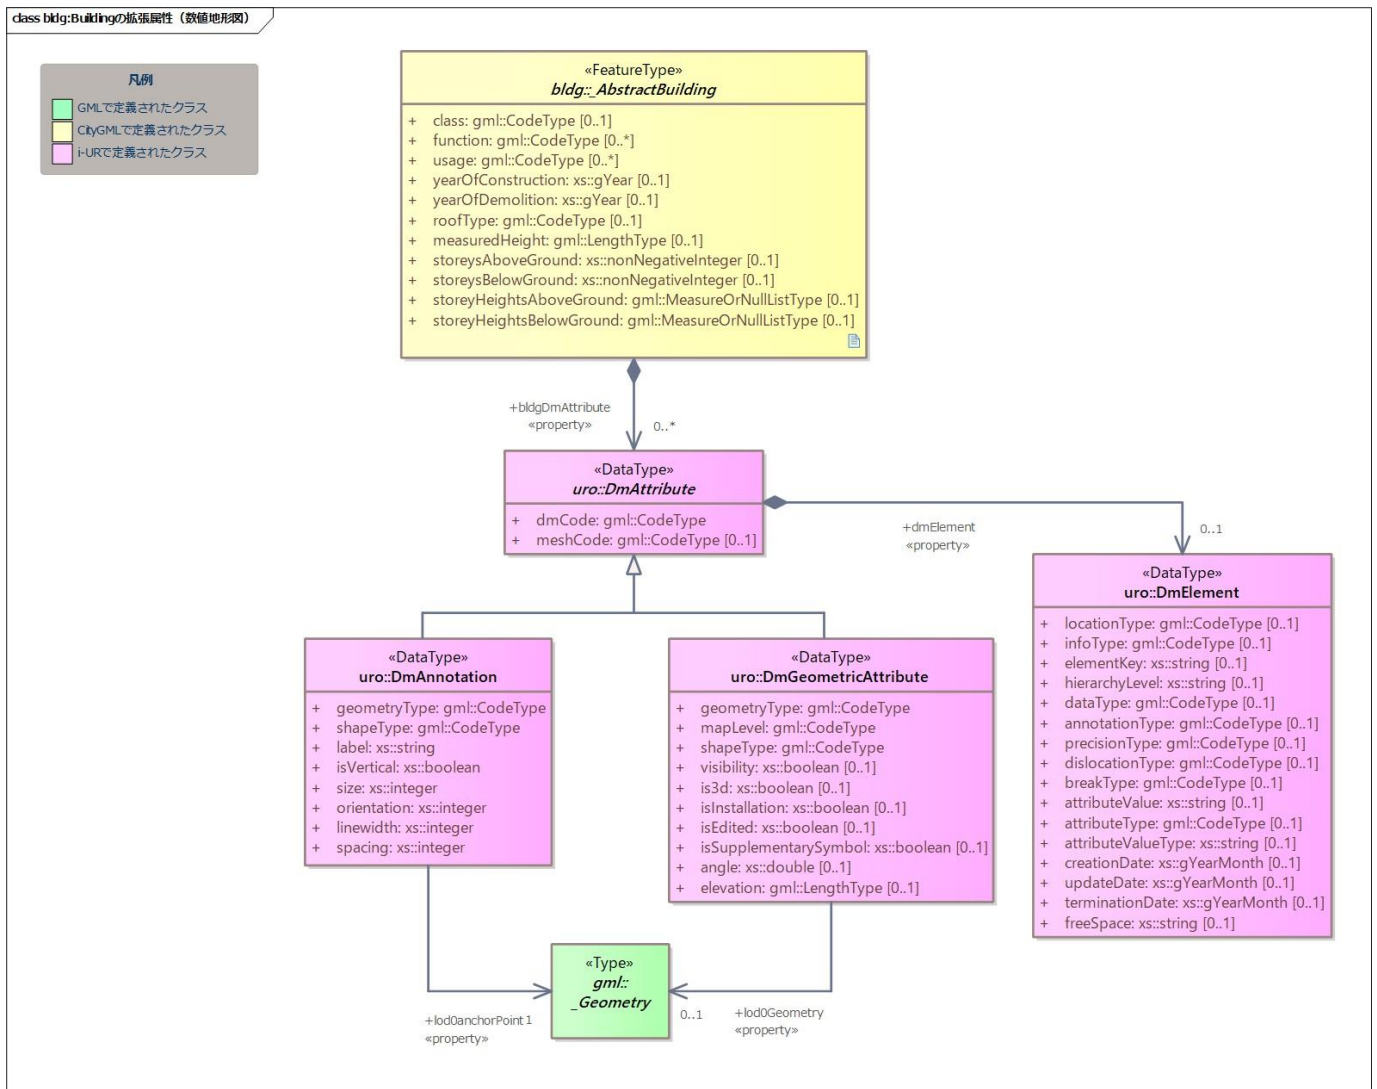 class bldg:Buildingの拡張属性（数値地形図）
凡例
GMLで定義されたクラス
CityGMLで定義されたクラス
i-URで定義されたクラス
«FeatureType»
bldg::_AbstractBuilding
+ class: gml::CodeType [0..1]
+ function: gml::CodeType [0..*]
+ usage: gml::CodeType [0..*]
+ yearOfConstruction: xs::gYear [0..1]
+ yearOfDemolition: xs::gYear [0..1]
+ roofType: gml::CodeType [0..1]
+ measuredHeight: gml::LengthType [0..1]
+ storeysAboveGround: xs::nonNegativeInteger [0..1]
+ storeysBelowGround: xs::nonNegativeInteger [0..1]
+ storeyHeightsAboveGround: gml::MeasureOrNullListType [0..1]
+ storeyHeightsBelowGround: gml::MeasureOrNullListType [0..1]
+bldgDmAttribute
«property»
0..*
«DataType»
uro::DmAttribute
+ dmCode: gml::CodeType
+ meshCode: gml::CodeType [0..1]
+dmElement
«property»
0..1
«DataType»
uro::DmElement
+ locationType: gml::CodeType [0..1]
+ infoType: gml::CodeType [0..1]
+ elementKey: xs::string [0..1]
+ hierarchyLevel: xs::string [0..1]
+ dataType: gml::CodeType [0..1]
+ annotationType: gml::CodeType [0..1]
+ precisionType: gml::CodeType [0..1]
+ dislocationType: gml::CodeType [0..1]
+ breakType: gml::CodeType [0..1]
+ attributeValue: xs::string [0..1]
+ attributeType: gml::CodeType [0..1]
+ attributeValueType: xs::string [0..1]
+ creationDate: xs::gYearMonth [0..1]
+ updateDate: xs::gYearMonth [0..1]
+ terminationDate: xs::gYearMonth [0..1]
+ freeSpace: xs::string [0..1]
«DataType»
uro::DmAnnotation
+ geometryType: gml::CodeType
+ shapeType: gml::CodeType
+ label: xs::string
+ isVertical: xs::boolean
+ size: xs::integer
+ orientation: xs::integer
+ linewidth: xs::integer
+ spacing: xs::integer
«DataType»
uro::DmGeometricAttribute
+ geometryType: gml::CodeType
+ mapLevel: gml::CodeType
+ shapeType: gml::CodeType
+ visibility: xs::boolean [0..1]
+ is3d: xs::boolean [0..1]
+ isInstallation: xs::boolean [0..1]
+ isEdited: xs::boolean [0..1]
+ isSupplementarySymbol: xs::boolean [0..1]
+ angle: xs::double [0..1]
+ elevation: gml::LengthType [0..1]
«Type»
gml::
_Geometry
+lod0anchorPoint 1
«property»
0..1
+lod0Geometry
«property»